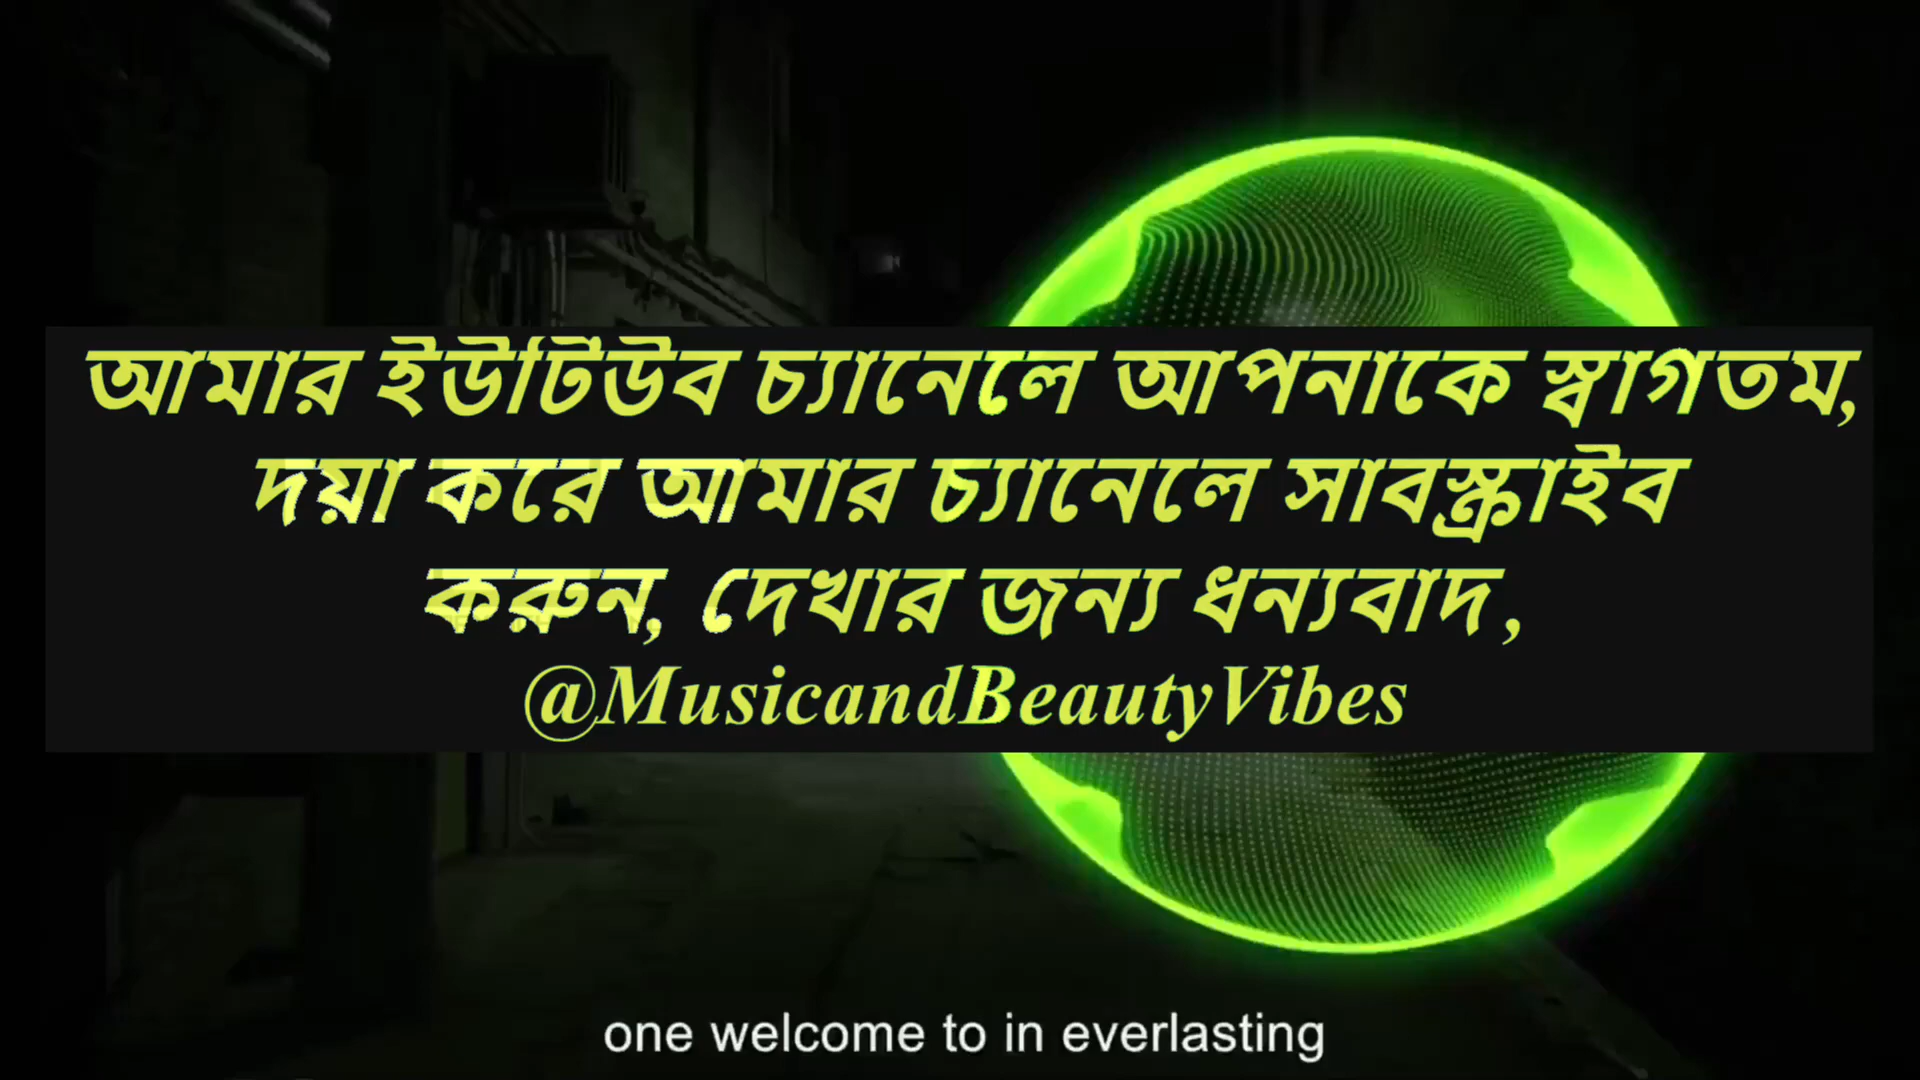 আমার ইউটিউব চ্যানেলে আপনাকে স্বাগতম,
দয়া করে আমার চ্যানেলে সাবস্ক্রাইব
করুন, দেখার জন্য ধন্যবাদ ,
@MusicandBeautyVibes
one welcome to in everlasting